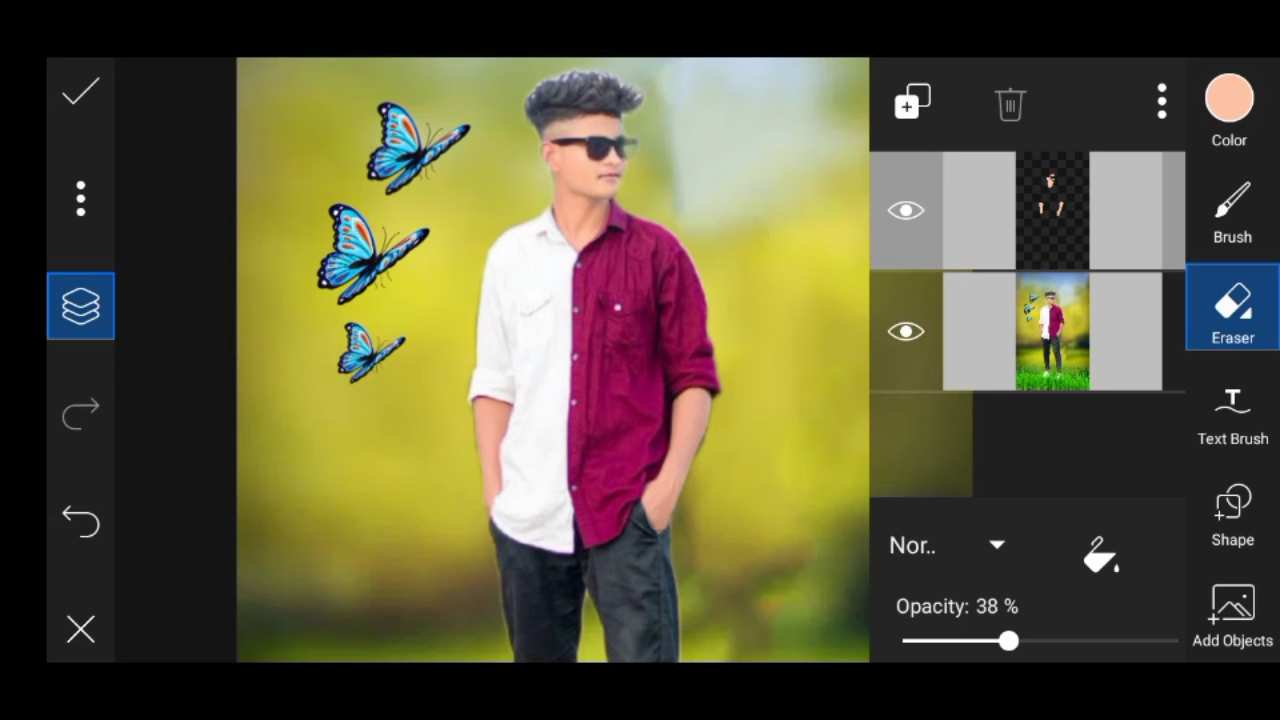 Color
Brush
Eraser
Text Brush
Shape
Nor..
Opacity: 38 %
Add Objects